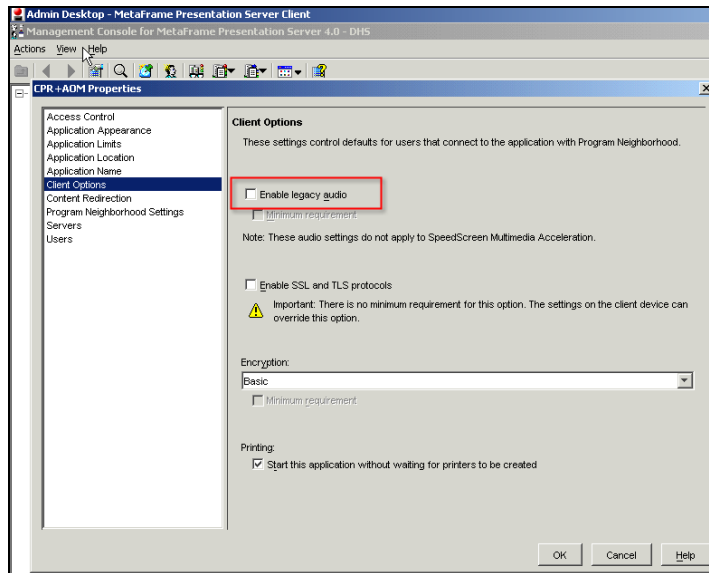 Admin Desktop - MetaFrame Presentation Server Client
Management Console for MetaFrame Presentation Server 4.0 - DHS
Actions View Help
CPR+AOM Properties
Access Control
Application Appearance
Application Limits
Application Location
Application Name
Client Options
Content Redirection
Program Neighborhood Settings
Servers
Users
Client Options
These settings control defaults for users that connect to the application with Program Neighborhood.
Enable legacy audio
Minimum requirement
Note: These audio settings do not apply to SpeedScreen Multimedia Acceleration.
Enable SSL and TLS protocols
Important: There is no minimum requirement for this option. The settings on the client device can
override this option.
Encryption:
Basic
Minimum requirement
Printing:
Start this application without waiting for printers to be created
OK Cancel Help